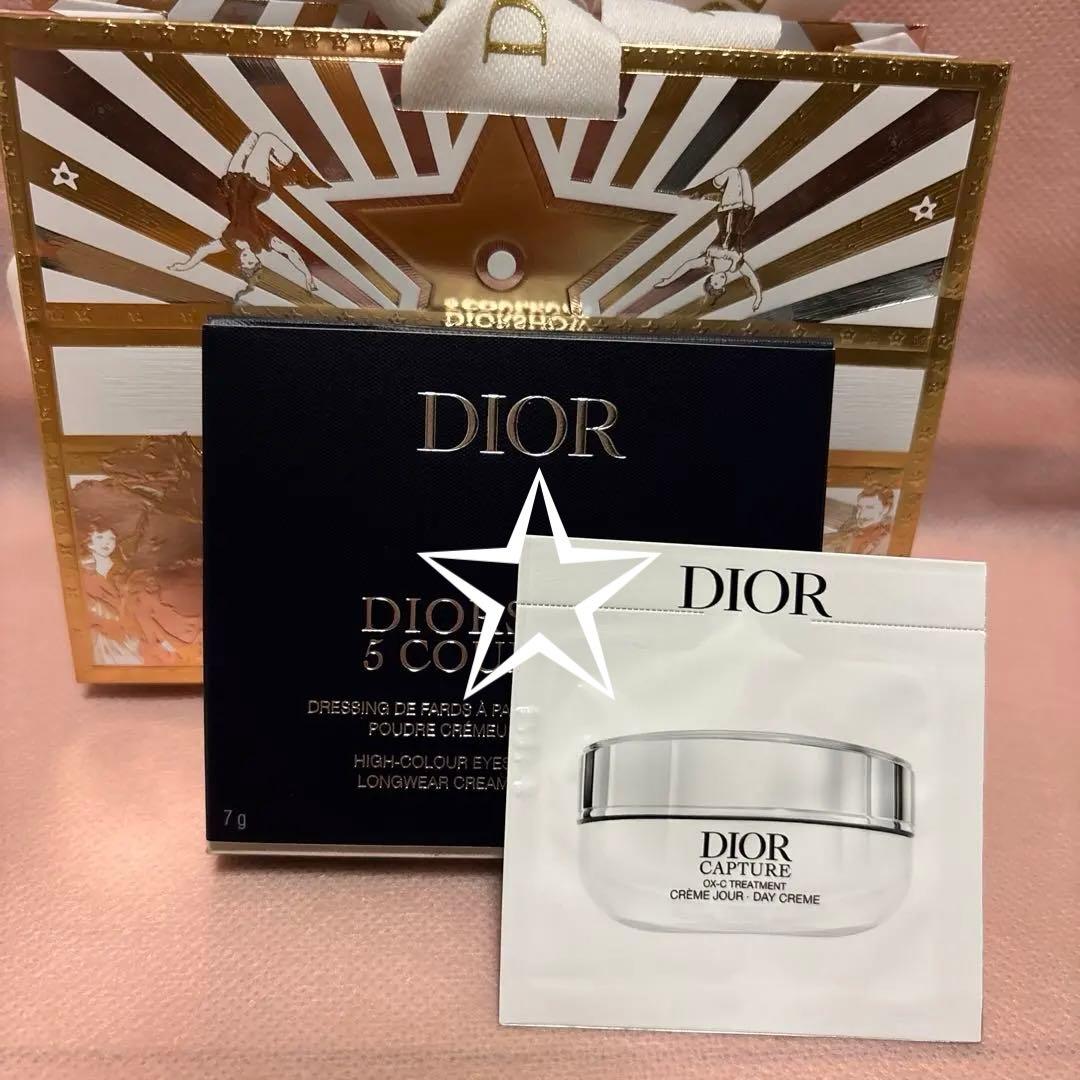 D
DIOR
DIORS
5 COU
DRESSING DE FARDS À PA
POUDRE CRÉMEU
HIGH-COLOUR EYES
LONGWEAR CREAM
7 g
DIOR
DIOR
CAPTURE
OX-C TREATMENT
CRÈME JOUR · DAY CREME
DIORSHOW